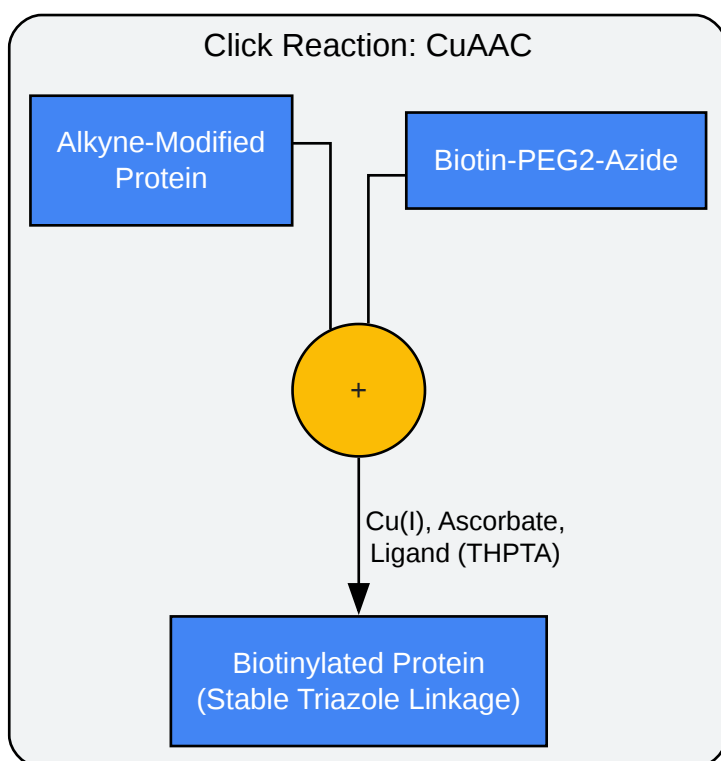 Click Reaction: CuAAC
Alkyne-Modified
Protein
Biotin-PEG2-Azide
+
Cu(I), Ascorbate,
Ligand (THPTA)
Biotinylated Protein
(Stable Triazole Linkage)